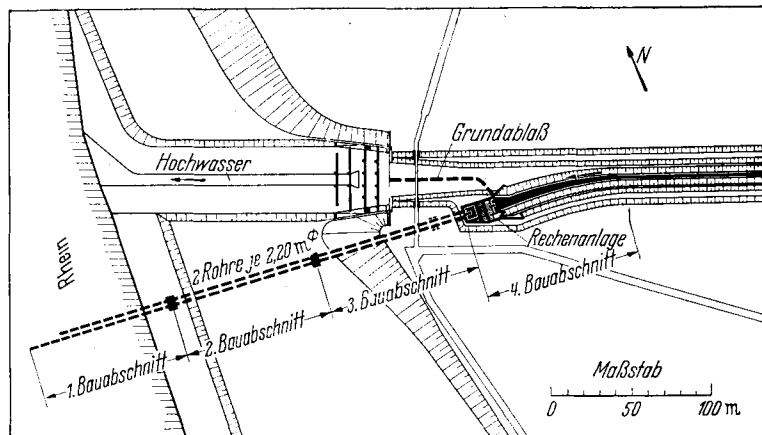 N
Grundablaß
Hochwasser
Rechenanlage
Rhein
2 Rohre je 2,20 m ⌀
1. Bauabschnitt
2. Bauabschnitt
3. Bauabschnitt
4. Bauabschnitt
Maßstab
0 50 100 m